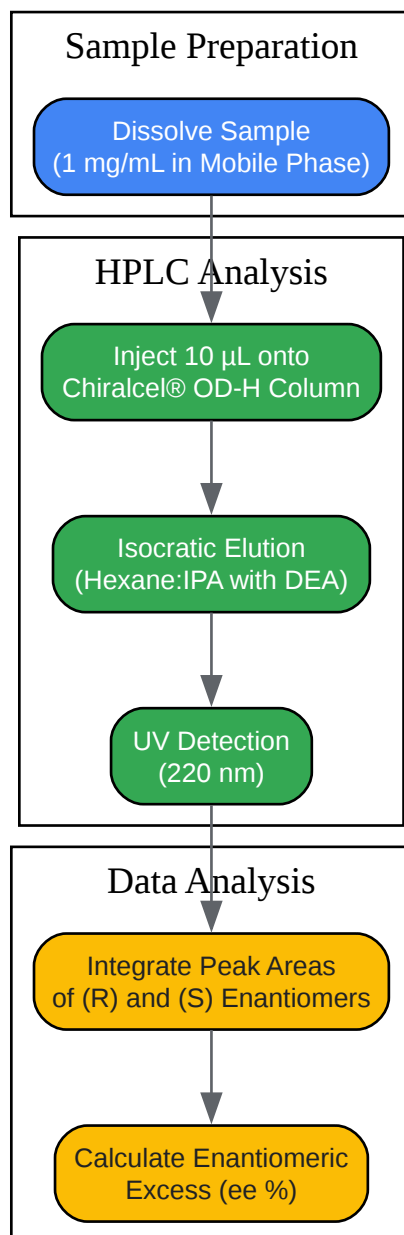 Sample Preparation
Dissolve Sample
(1 mg/mL in Mobile Phase)
HPLC Analysis
Inject 10 µL onto
Chiralcel® OD-H Column
Isocratic Elution
(Hexane:IPA with DEA)
UV Detection
(220 nm)
Data Analysis
Integrate Peak Areas
of (R) and (S) Enantiomers
Calculate Enantiomeric
Excess (ee %)